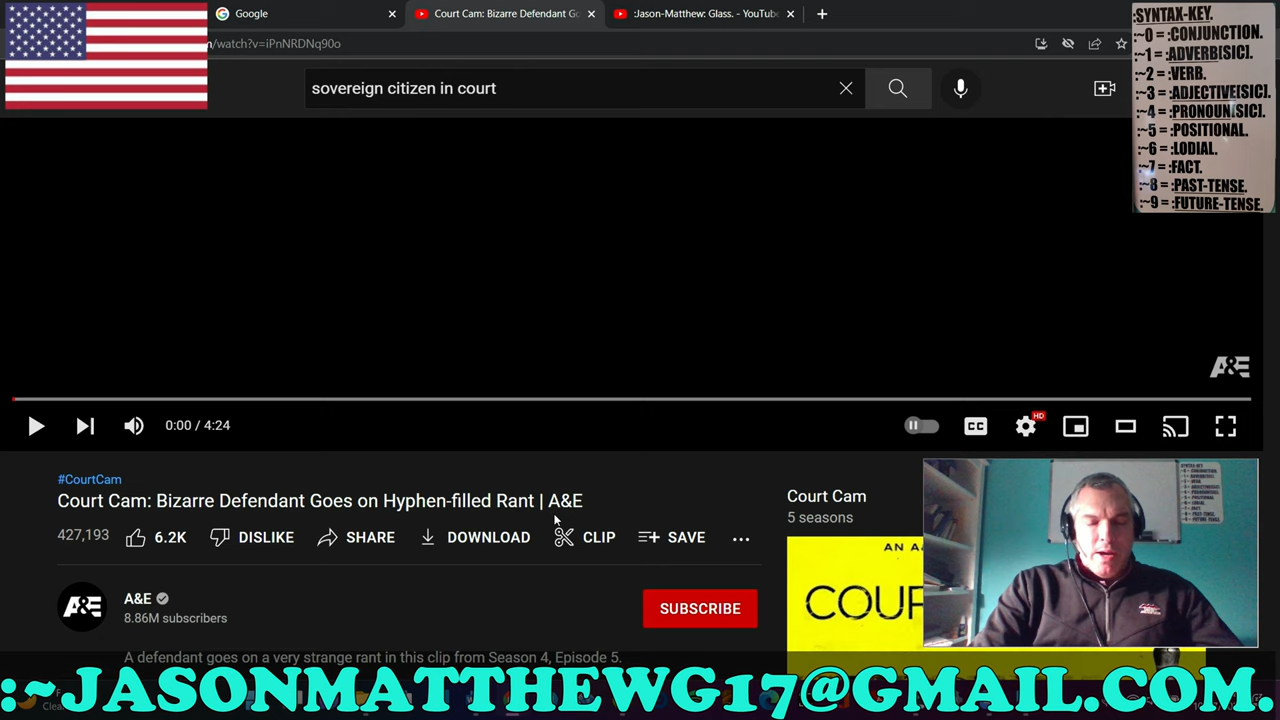 Google
Court Cam: Bizarre Defendant Go
:Jason-Matthew: Glass. - YouTube
/watch?v=iPnNRDNq90o
sovereign citizen in court
:SYNTAX-KEY.
:~0 = :CONJUNCTION.
:~1 = :ADVERB[SIC].
:~2 = :VERB.
:~3 = :ADJECTIVE[SIC].
:~4 = :PRONOUN[SIC].
:~5 = :POSITIONAL.
:~6 = :LODIAL.
:~7 = :FACT.
:~8 = :PAST-TENSE.
:~9 = :FUTURE-TENSE.
A&E
0:00 / 4:24
CC
HD
#CourtCam
Court Cam: Bizarre Defendant Goes on Hyphen-filled Rant | A&E
427,193
6.2K
DISLIKE
SHARE
DOWNLOAD
CLIP
SAVE
...
A&E
A&E
8.86M subscribers
SUBSCRIBE
A defendant goes on a very strange rant in this clip from Season 4, Episode 5.
Court Cam
5 seasons
AN A
COUR
:~JASONMATTHEWG17@GMAIL.COM.